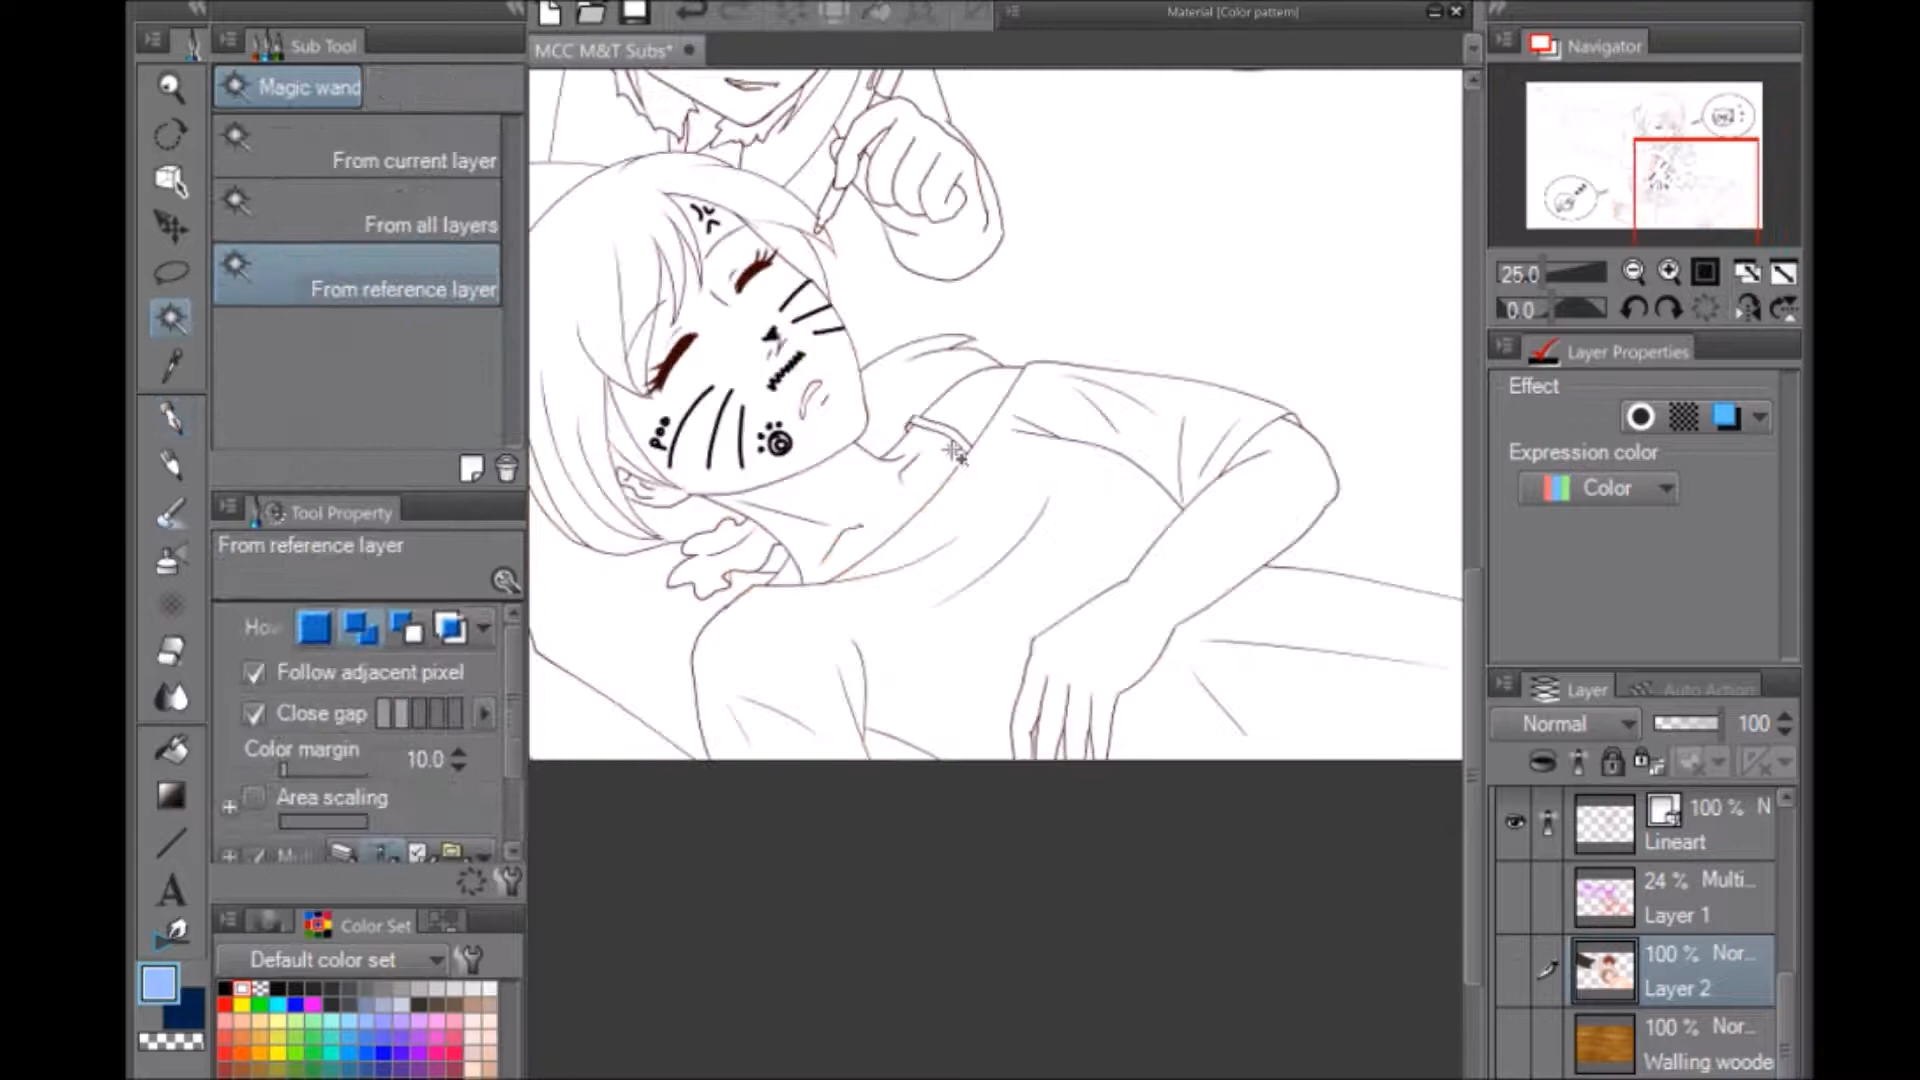 Material [Color pattern]
Sub Tool
MCC M&T Subs*
Navigator
Magic wand
From current layer
From all layers
From reference layer
25.0
0.0
Layer Properties
Effect
Expression color
Color
poo
Tool Property
From reference layer
Follow adjacent pixel
Close gap
Color margin
10.0
Area scaling
Layer
Auto Action
Normal
100
100 % N
Lineart
24 % Multi...
Layer 1
100 % Nor...
Layer 2
100 % Nor...
Walling woode
Color Set
Default color set